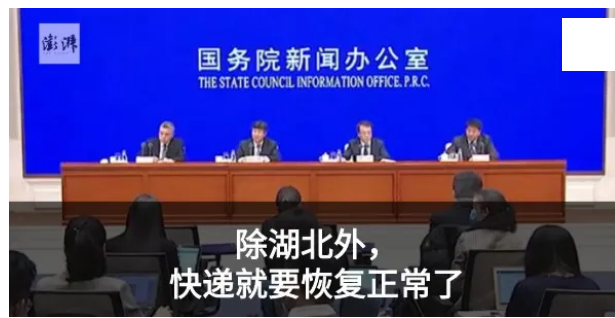 澎湃
国务院新闻办公室
THE STATE COUNCIL INFORMATION OFFICE, P.R.C.
除湖北外，
快递就要恢复正常了